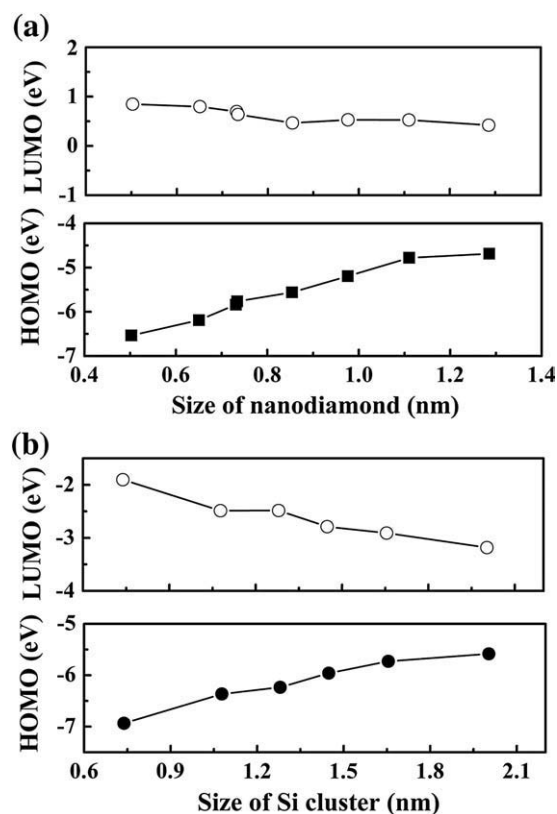 (a)
LUMO (eV)
2
1
0
-1
HOMO (eV)
-4
-5
-6
-7
0.4 0.6 0.8 1.0 1.2 1.4
Size of nanodiamond (nm)
(b)
LUMO (eV)
-2
-3
-4
HOMO (eV)
-5
-6
-7
0.6 0.9 1.2 1.5 1.8 2.1
Size of Si cluster (nm)